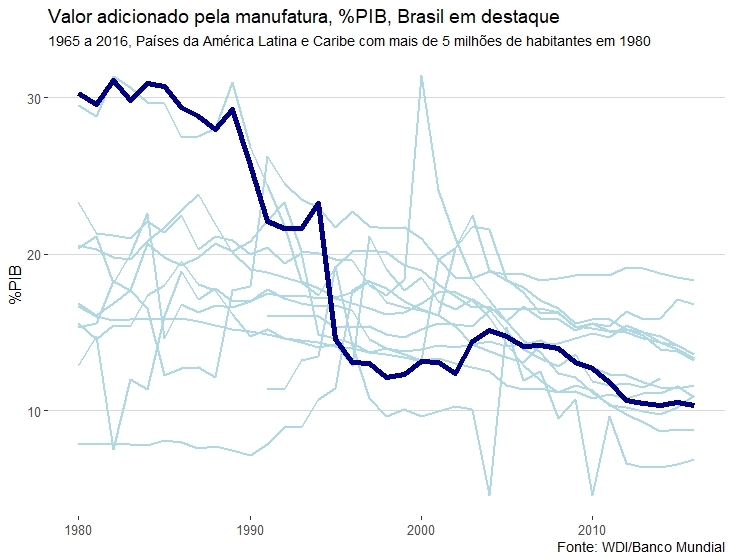 Valor adicionado pela manufatura, %PIB, Brasil em destaque
1965 a 2016, Países da América Latina e Caribe com mais de 5 milhões de habitantes em 1980
30
20
10
%PIB
1980
1990
2000
2010
Fonte: WDI/Banco Mundial